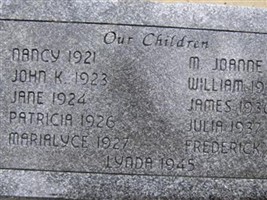 Our Children
NANCY 1921 M JOANNE
JOHN K. 1923 WILLIAM
JANE 1924 JAMES
PATRICIA 1926 JULIA 1937
MARIALYCE 1927 FREDERICK
LYNDA 1945